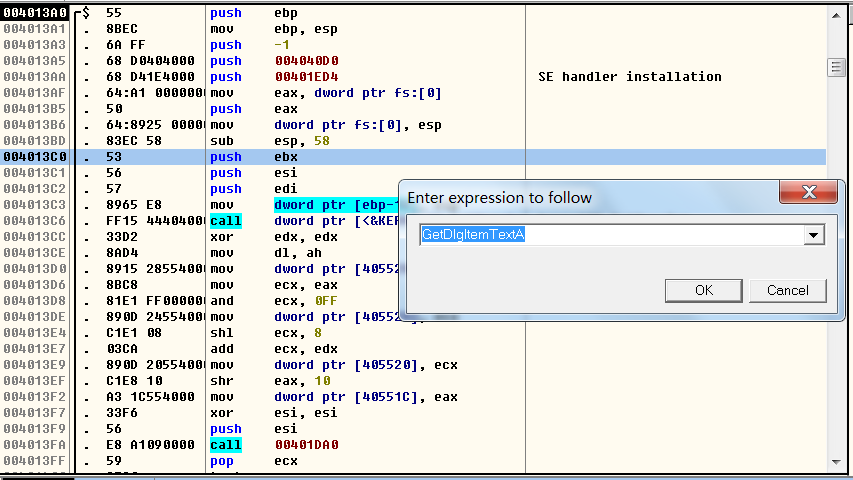 004013A0 $ 55 push ebp
004013A1 . 8BEC mov ebp, esp
004013A3 . 6A FF push -1
004013A5 . 68 D0404000 push 004040D0
004013AA . 68 D41E4000 push 00401ED4 SE handler installation
004013AF . 64:A1 0000000 mov eax, dword ptr fs:[0]
004013B5 . 50 push eax
004013B6 . 64:8925 0000 mov dword ptr fs:[0], esp
004013BD . 83EC 58 sub esp, 58
004013C0 . 53 push ebx
004013C1 . 56 push esi
004013C2 . 57 push edi
004013C3 . 8965 E8 mov dword ptr [ebp-
004013C6 . FF15 4440400 call dword ptr [<&KE
004013CC . 33D2 xor edx, edx
004013CE . 8AD4 mov dl, ah
004013D0 . 8915 2855400 mov dword ptr [40552
004013D6 . 8BC8 mov ecx, eax
004013D8 . 81E1 FF00000 and ecx, 0FF
004013DE . 890D 2455400 mov dword ptr [40552
004013E4 . C1E1 08 shl ecx, 8
004013E7 . 03CA add ecx, edx
004013E9 . 890D 2055400 mov dword ptr [405520], ecx
004013EF . C1E8 10 shr eax, 10
004013F2 . A3 1C554000 mov dword ptr [40551C], eax
004013F7 . 33F6 xor esi, esi
004013F9 . 56 push esi
004013FA . E8 A1090000 call 00401DA0
004013FF . 59 pop ecx
Enter expression to follow
GetDlgItemTextA
OK Cancel